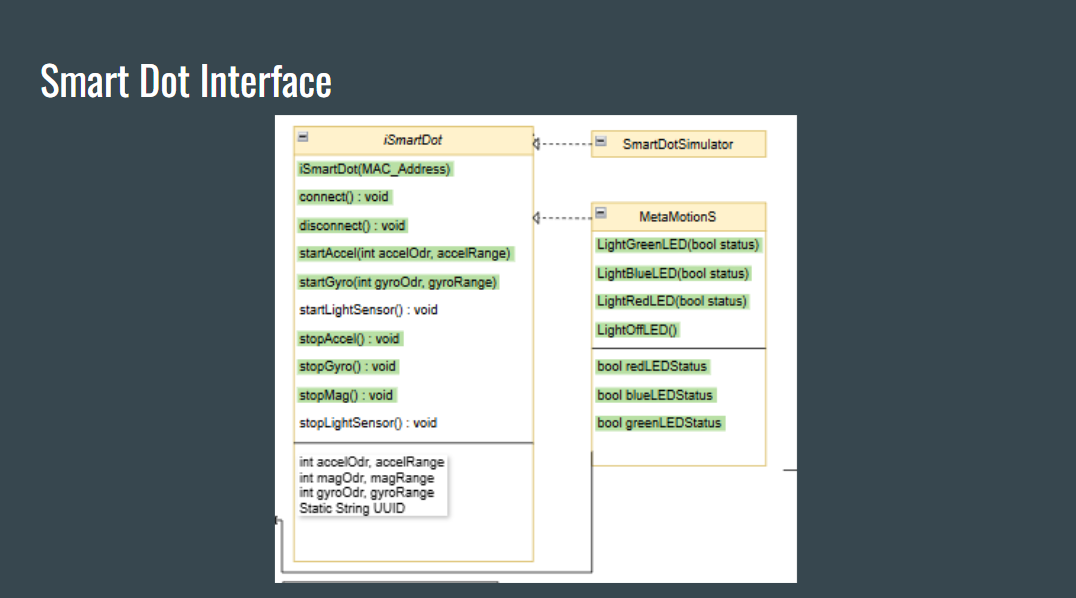 Smart Dot Interface
iSmartDot
iSmartDot(MAC_Address)
connect() : void
disconnect() : void
startAccel(int accelOdr, accelRange)
startGyro(int gyroOdr, gyroRange)
startLightSensor() : void
stopAccel() : void
stopGyro() : void
stopMag() : void
stopLightSensor() : void
int accelOdr, accelRange
int magOdr, magRange
int gyroOdr, gyroRange
Static String UUID
SmartDotSimulator
MetaMotionS
LightGreenLED(bool status)
LightBlueLED(bool status)
LightRedLED(bool status)
LightOffLED()
bool redLEDStatus
bool blueLEDStatus
bool greenLEDStatus